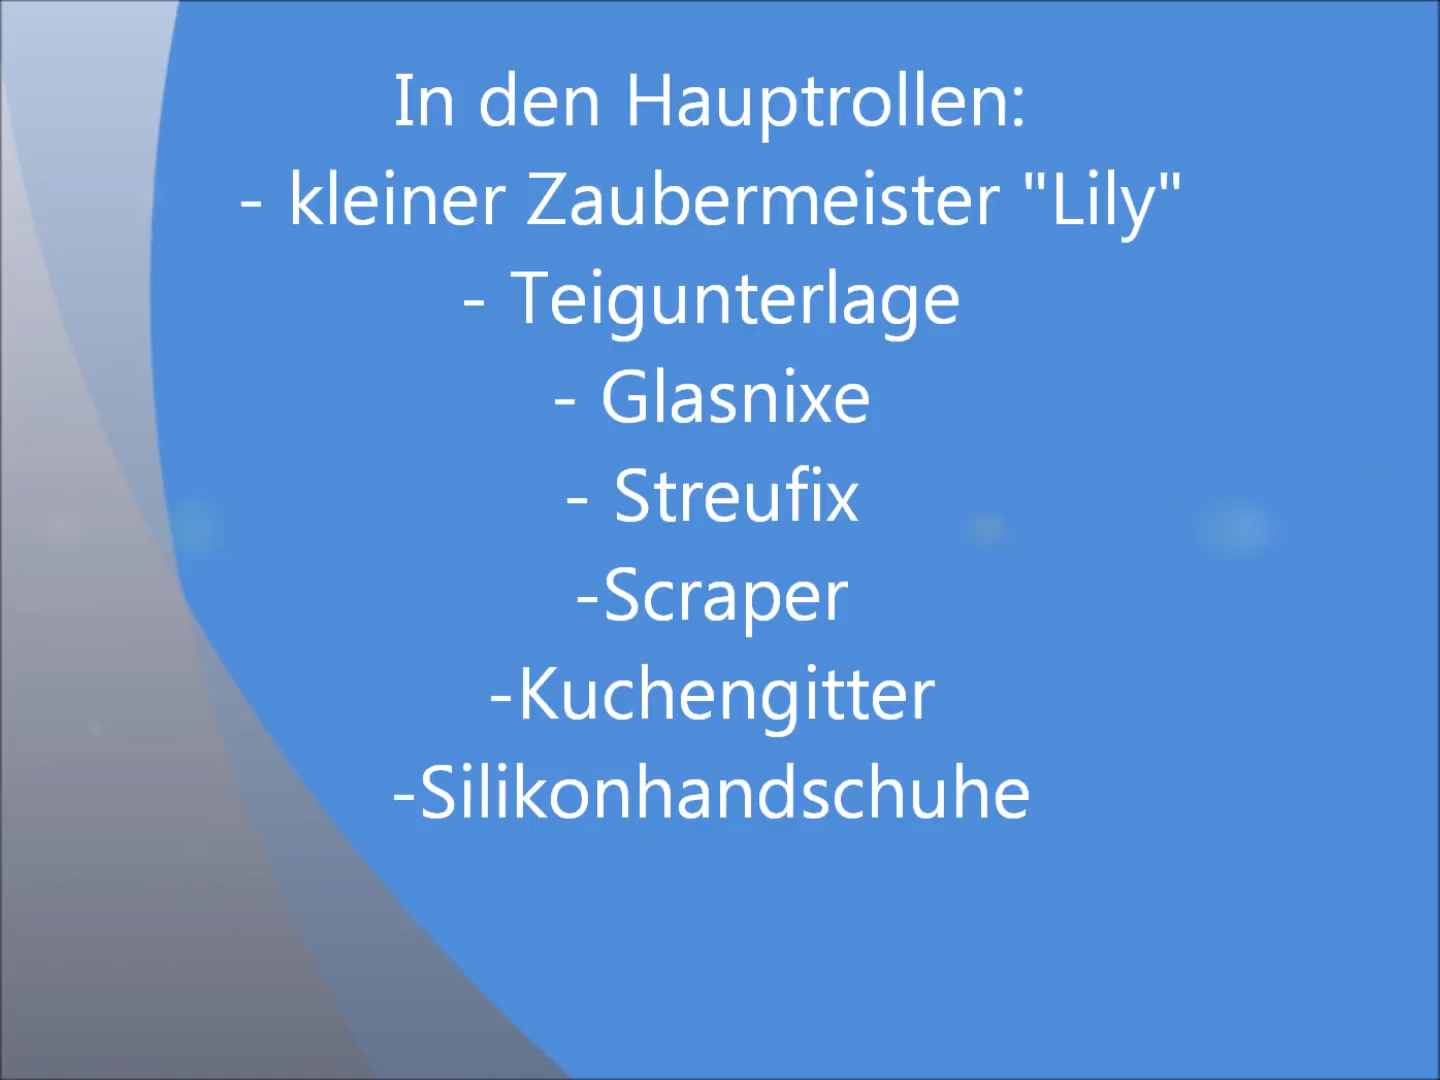 In den Hauptrollen:
- kleiner Zaubermeister "Lily"
- Teigunterlage
- Glasnixe
- Streufix
-Scraper
-Kuchengitter
-Silikonhandschuhe